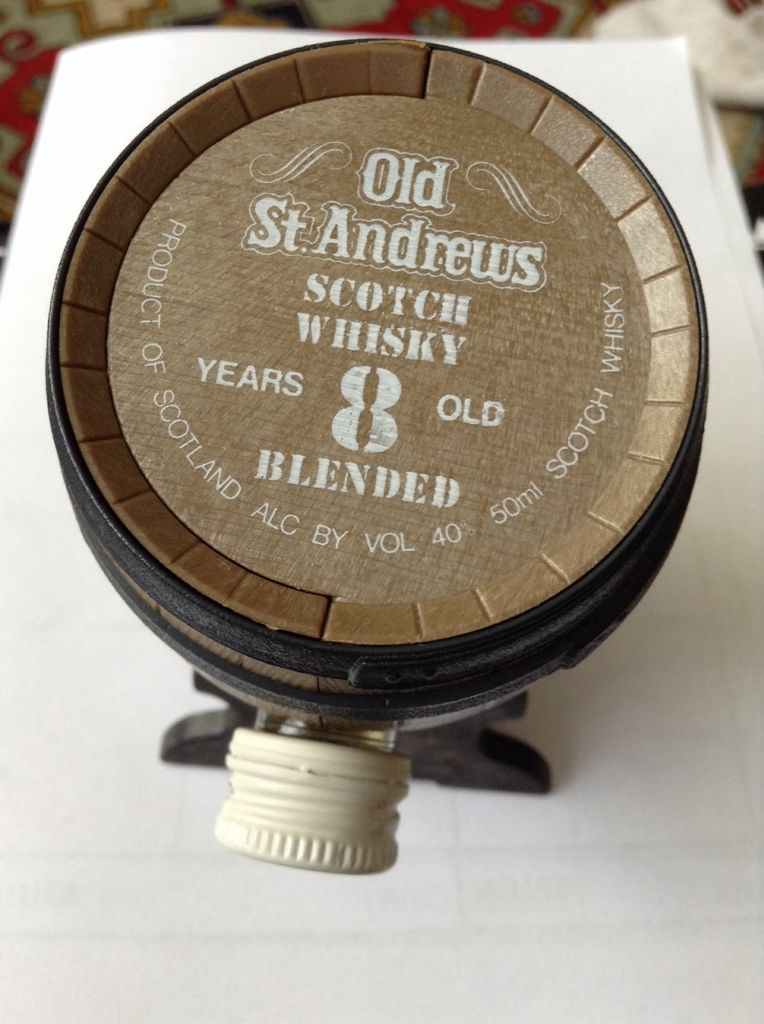 Old
St. Andrews
SCOTCH
WHISKY
YEARS 8 OLD
BLENDED
PRODUCT OF SCOTLAND ALC BY VOL 40% 50ml SCOTCH WHISKY